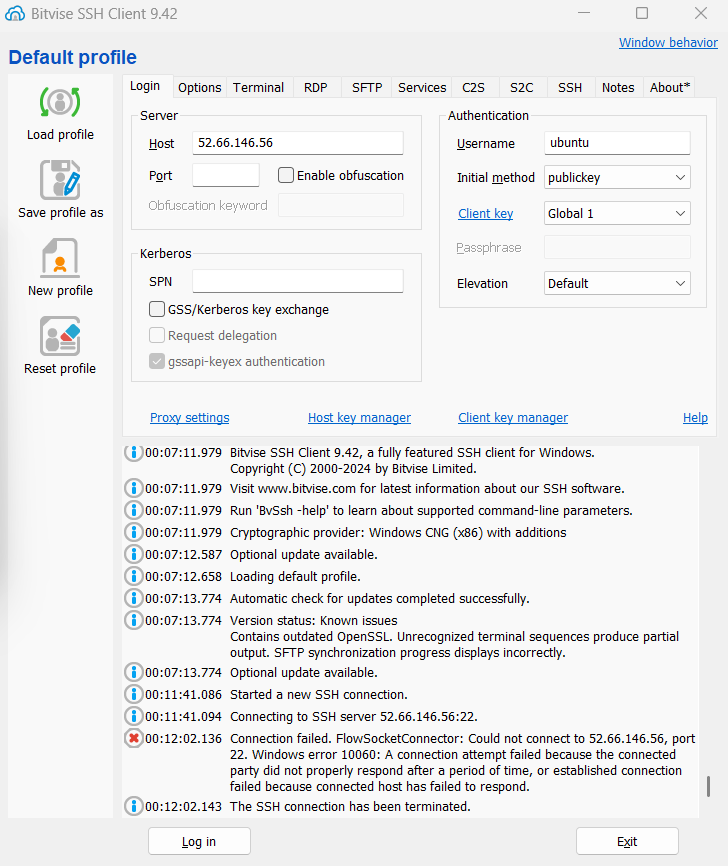 Bitvise SSH Client 9.42
Default profile
Window behavior
Load profile
Save profile as
New profile
Reset profile
Login Options Terminal RDP SFTP Services C2S S2C SSH Notes About*
Server
Host 52.66.146.56
Port Enable obfuscation
Obfuscation keyword
Kerberos
SPN
GSS/Kerberos key exchange
Request delegation
gssapi-keyex authentication
Authentication
Username ubuntu
Initial method publickey
Client key Global 1
Passphrase
Elevation Default
Proxy settings Host key manager Client key manager Help
00:07:11.979 Bitvise SSH Client 9.42, a fully featured SSH client for Windows.
Copyright (C) 2000-2024 by Bitvise Limited.
00:07:11.979 Visit www.bitvise.com for latest information about our SSH software.
00:07:11.979 Run 'BvSsh -help' to learn about supported command-line parameters.
00:07:11.979 Cryptographic provider: Windows CNG (x86) with additions
00:07:12.587 Optional update available.
00:07:12.658 Loading default profile.
00:07:13.774 Automatic check for updates completed successfully.
00:07:13.774 Version status: Known issues
Contains outdated OpenSSL. Unrecognized terminal sequences produce partial
output. SFTP synchronization progress displays incorrectly.
00:07:13.774 Optional update available.
00:11:41.086 Started a new SSH connection.
00:11:41.094 Connecting to SSH server 52.66.146.56:22.
00:12:02.136 Connection failed. FlowSocketConnector: Could not connect to 52.66.146.56, port
22. Windows error 10060: A connection attempt failed because the connected
party did not properly respond after a period of time, or established connection
failed because connected host has failed to respond.
00:12:02.143 The SSH connection has been terminated.
Log in Exit